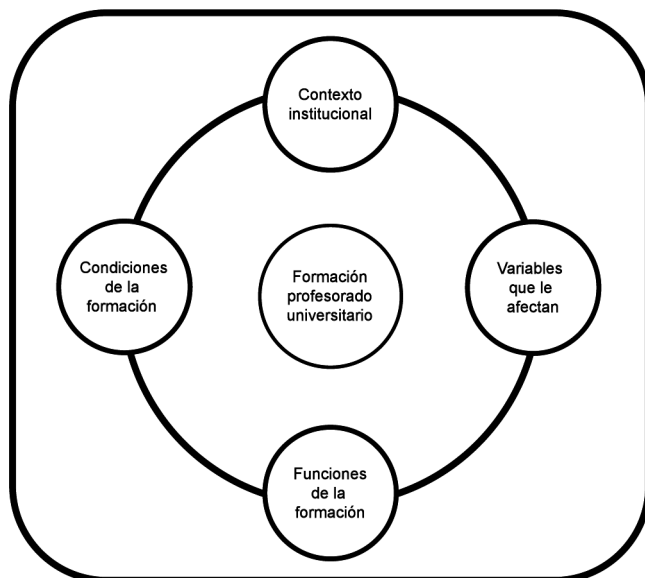 Contexto
institucional
Condiciones
de la
formación
Formación
profesorado
universitario
Variables
que le
afectan
Funciones
de la
formación